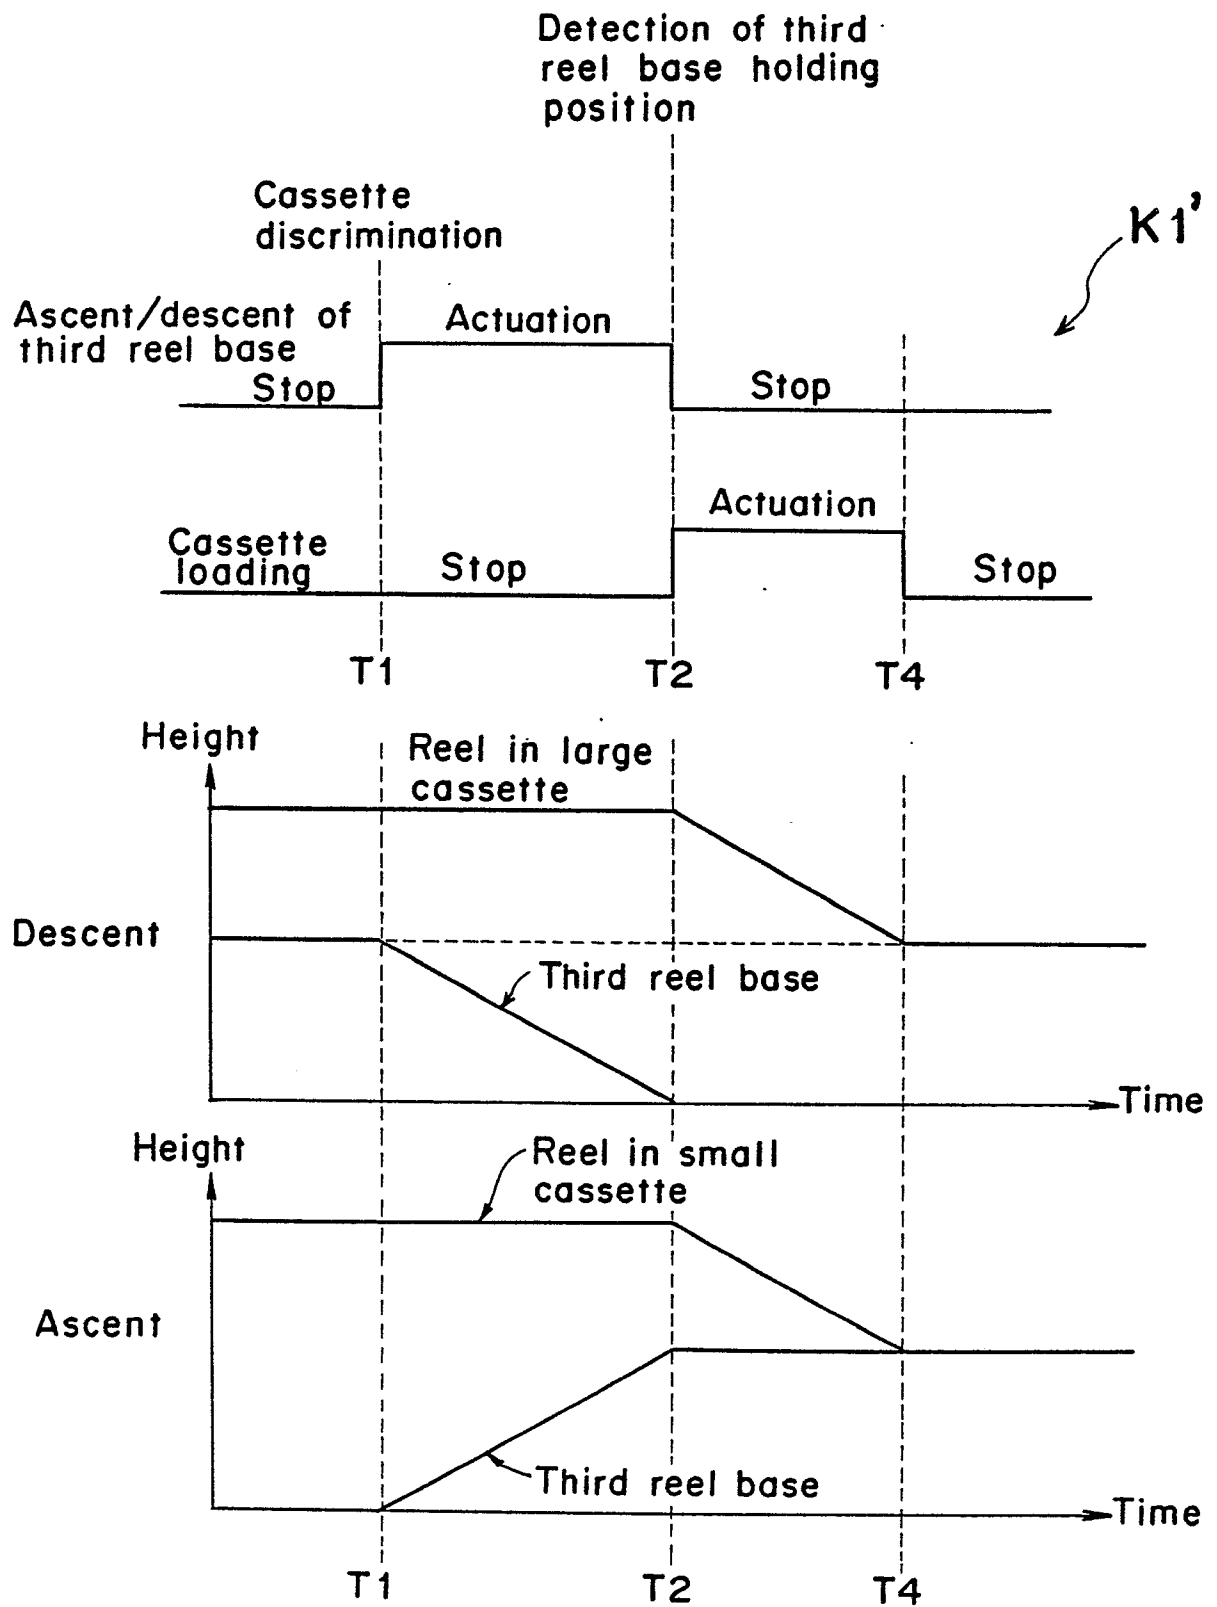 Detection of third
reel base holding
position
Cassette
discrimination
K1'
Ascent/descent of
third reel base
Actuation
Stop
Stop
Actuation
Cassette
loading
Stop
Stop
T1
T2
T4
Height
Reel in large
cassette
Descent
Third reel base
Time
Height
Reel in small
cassette
Ascent
Third reel base
Time
T1
T2
T4